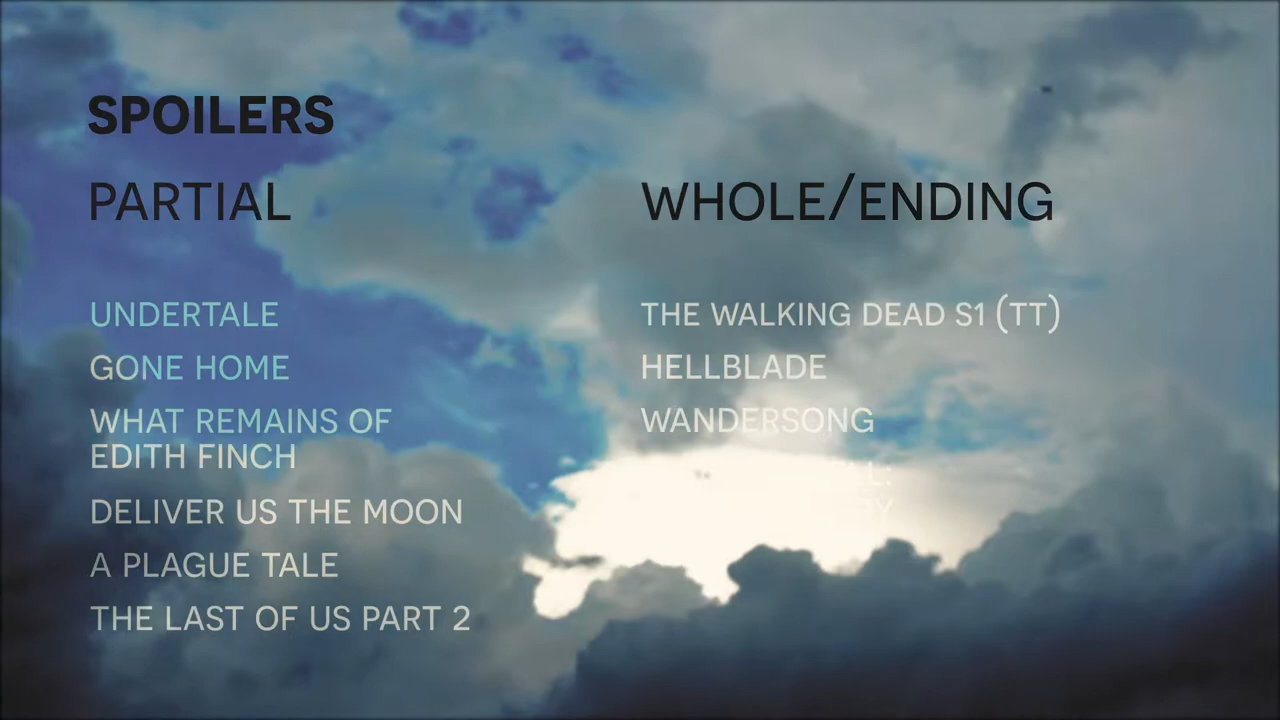 SPOILERS
PARTIAL
WHOLE/ENDING
UNDERTALE
GONE HOME
WHAT REMAINS OF
EDITH FINCH
DELIVER US THE MOON
A PLAGUE TALE
THE LAST OF US PART 2
THE WALKING DEAD S1 (TT)
HELLBLADE
WANDERSONG